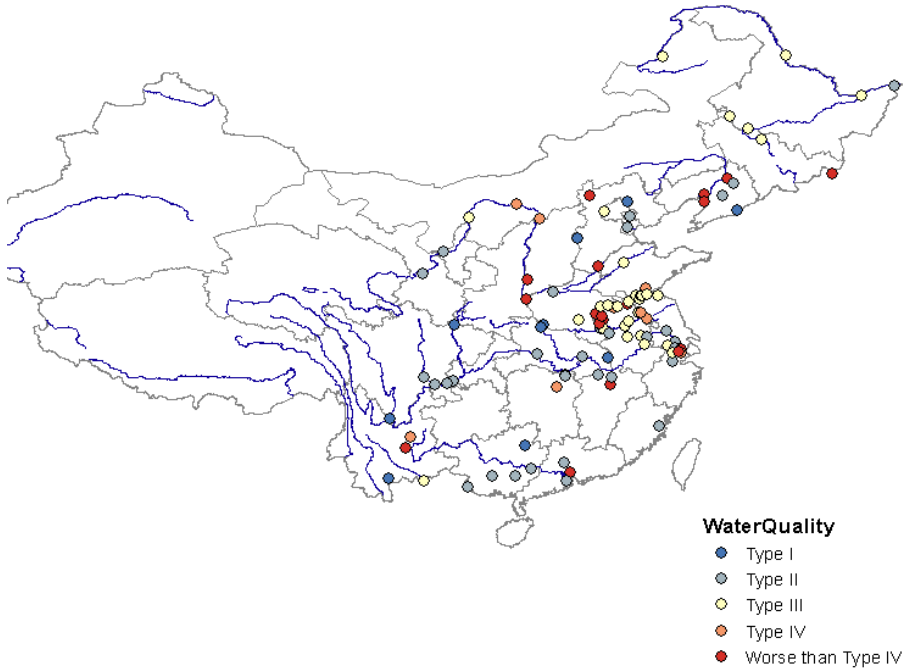 WaterQuality
Type I
Type II
Type III
Type IV
Worse than Type IV